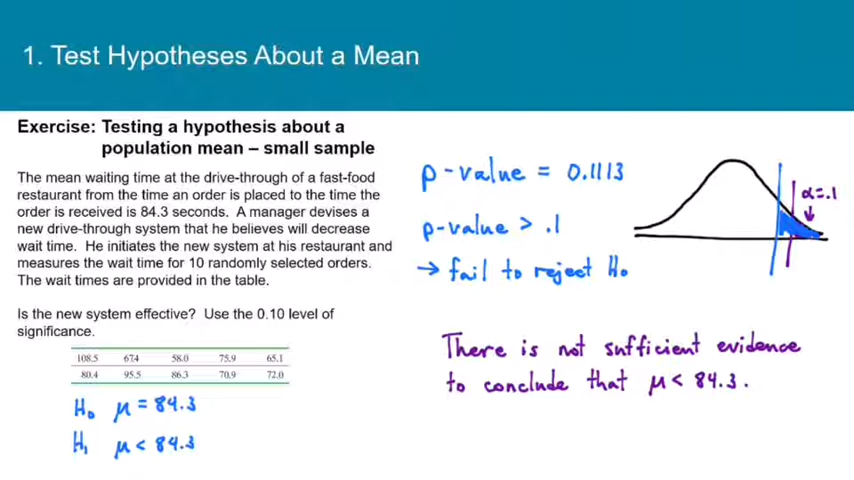 1. Test Hypotheses About a Mean
Exercise: Testing a hypothesis about a
population mean – small sample
The mean waiting time at the drive-through of a fast-food
restaurant from the time an order is placed to the time the
order is received is 84.3 seconds. A manager devises a
new drive-through system that he believes will decrease
wait time. He initiates the new system at his restaurant and
measures the wait time for 10 randomly selected orders.
The wait times are provided in the table.
Is the new system effective? Use the 0.10 level of
significance.
108.5 67.4 58.0 75.9 65.1
80.4 95.5 86.3 70.9 72.0
H₀ μ = 84.3
H₁ μ < 84.3
p-value = 0.1113
p-value > .1
→ fail to reject H₀
α=.1
There is not sufficient evidence
to conclude that μ < 84.3.